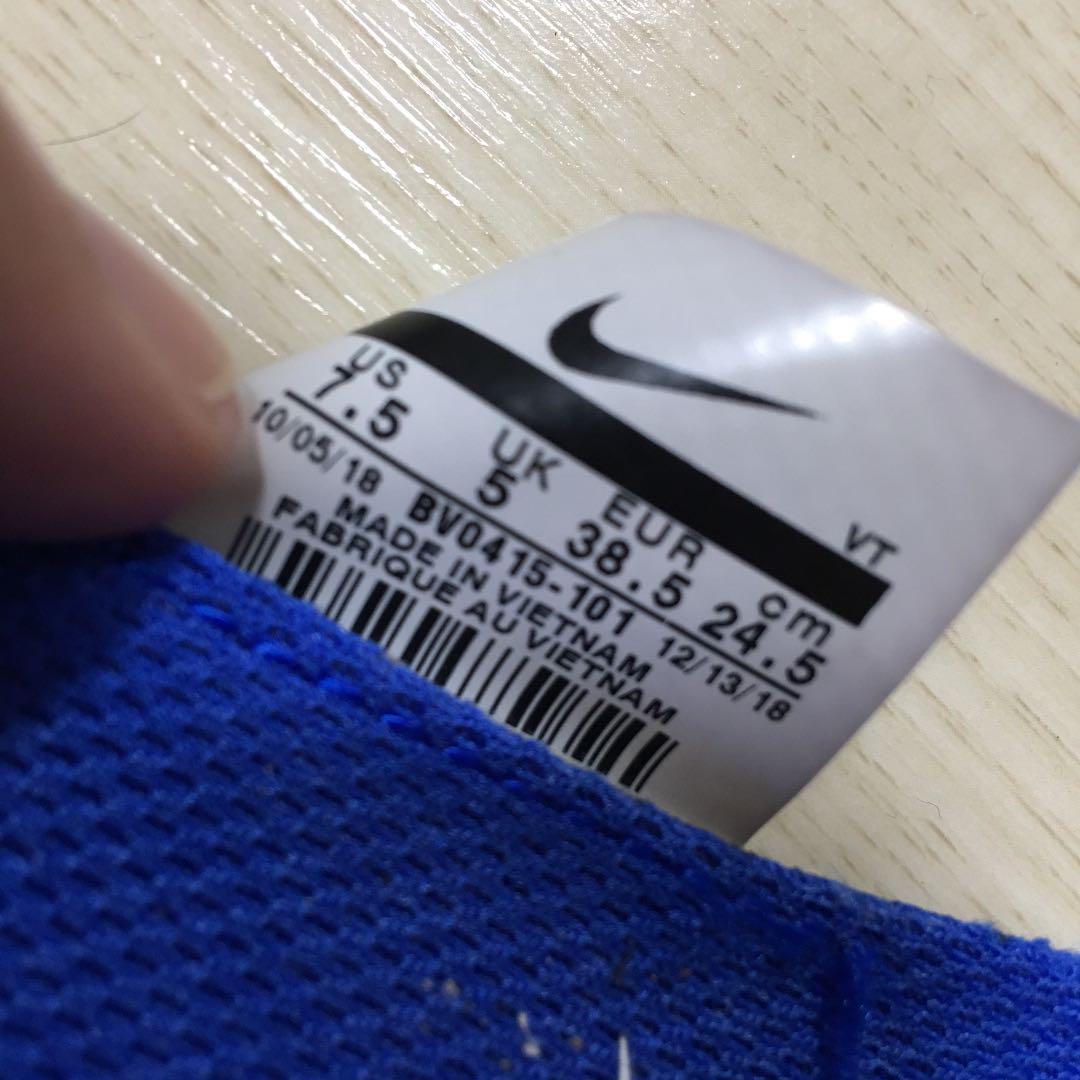 VT
US UK EUR cm
7.5 5 38.5 24.5
10/05/18 BV0415-101 12/13/18
MADE IN VIETNAM
FABRIQUE AU VIETNAM